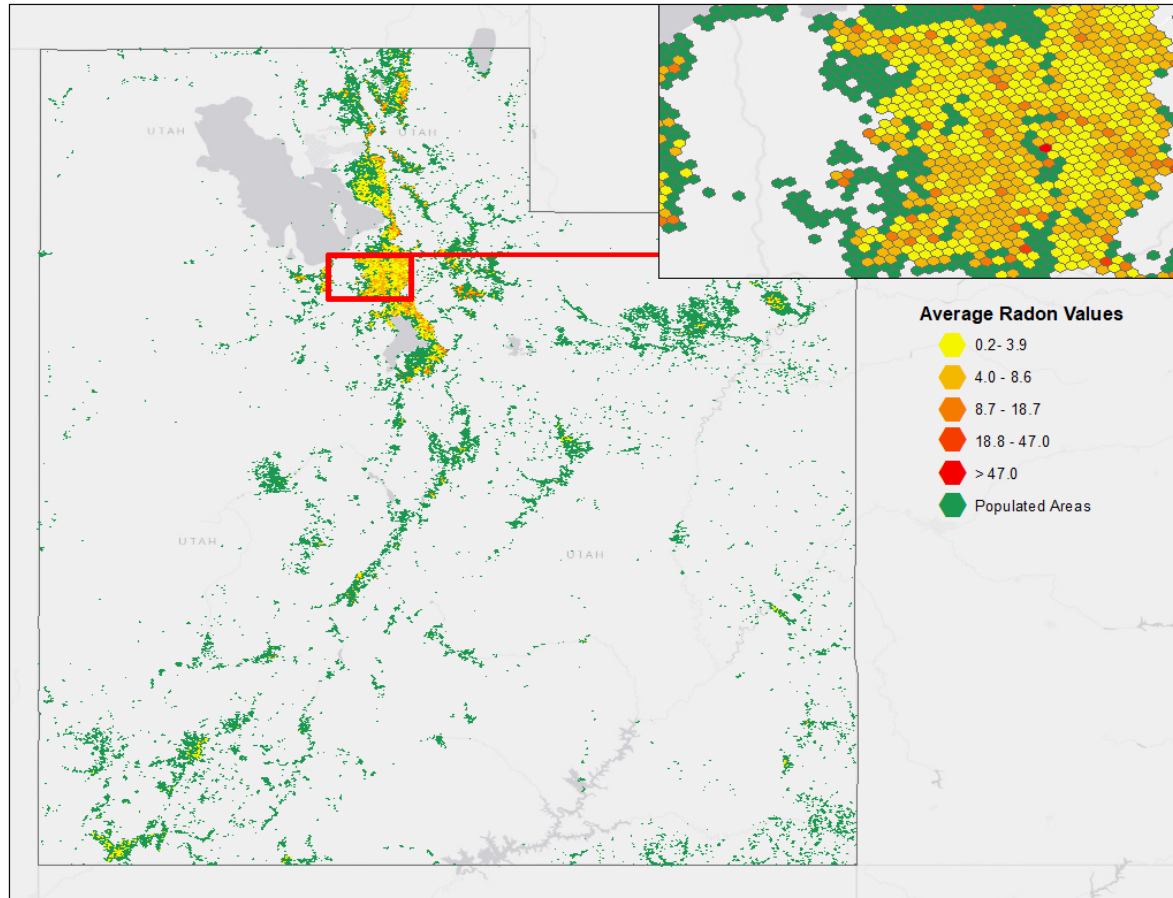 UTAH
UTAH
Average Radon Values
0.2- 3.9
4.0 - 8.6
8.7 - 18.7
18.8 - 47.0
> 47.0
Populated Areas
UTAH
UTAH